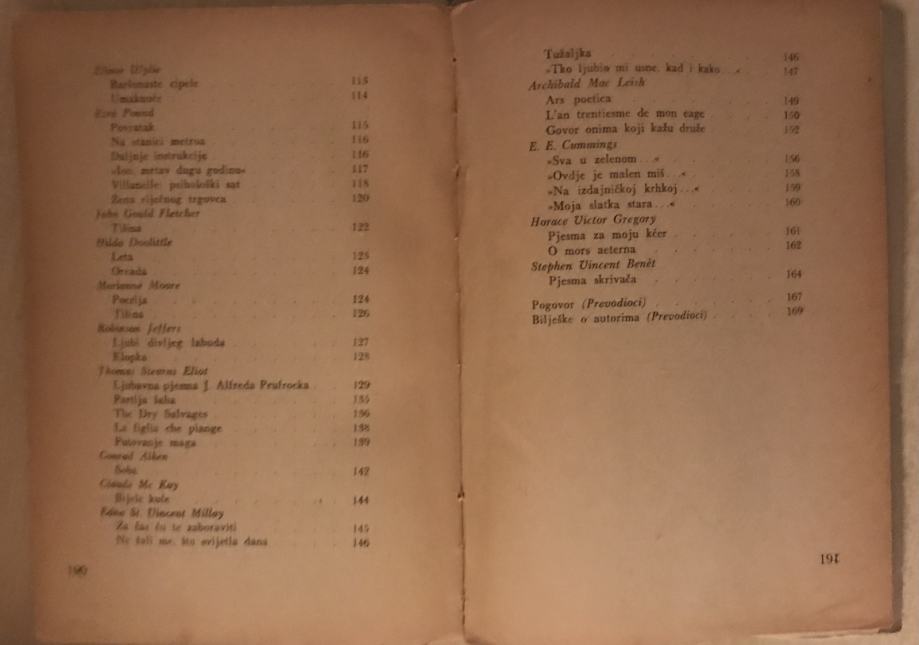 Elinor Wylie
Baršunaste cipele 113
Umaknuće 114
Ezra Pound
Povratak 115
Na stanici metroa 116
Daljnje instrukcije 116
»Ion, mrtav dugu godinu« 117
Villanelle: psihološki sat 118
Žena riječnog trgovca 120
John Gould Fletcher
Tišina 122
Hilda Doolittle
Leta 123
Oreada 124
Marianne Moore
Poezija 124
Tišina 126
Robinson Jeffers
Ljubi divljeg labuda 127
Klopka 128
Thomas Stearns Eliot
Ljubavna pjesma J. Alfreda Prufrocka 129
Partija šaha 135
The Dry Salvages 136
La figlia che piange 138
Putovanje maga 139
Conrad Aiken
Soba 142
Claude Mc Kay
Bijele kuće 144
Edna St. Vincent Millay
Za čas ću te zaboraviti 145
Ne žali me, što svijetla dana 146
190
Tužaljka 146
»Tko ljubio mi usne, kad i kako...« 147
Archibald Mac Leish
Ars poetica 149
L'an trentiesme de mon eage 150
Govor onima koji kažu druže 152
E. E. Cummings
»Sva u zelenom...« 156
»Ovdje je malen miš...« 158
»Na izdajničkoj krhkoj...« 159
»Moja slatka stara...« 160
Horace Victor Gregory
Pjesma za moju kćer 161
O mors aeterna 162
Stephen Vincent Benét
Pjesma skrivača 164
Pogovor (Prevodioci) 167
Bilješke o autorima (Prevodioci) 169
191